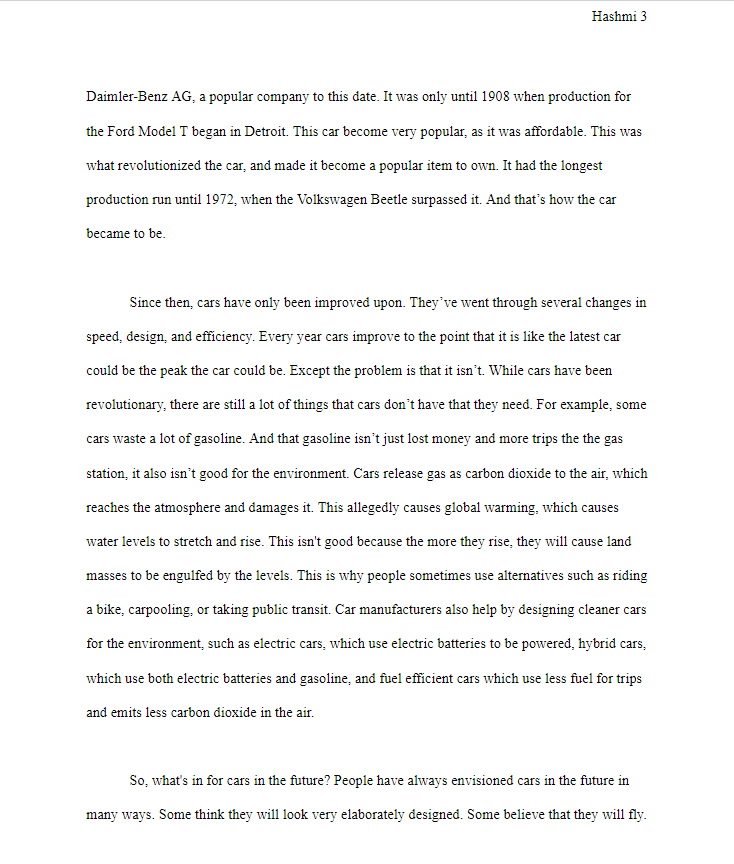 Hashmi 3
Daimler-Benz AG, a popular company to this date. It was only until 1908 when production for
the Ford Model T began in Detroit. This car become very popular, as it was affordable. This was
what revolutionized the car, and made it become a popular item to own. It had the longest
production run until 1972, when the Volkswagen Beetle surpassed it. And that’s how the car
became to be.
Since then, cars have only been improved upon. They’ve went through several changes in
speed, design, and efficiency. Every year cars improve to the point that it is like the latest car
could be the peak the car could be. Except the problem is that it isn’t. While cars have been
revolutionary, there are still a lot of things that cars don’t have that they need. For example, some
cars waste a lot of gasoline. And that gasoline isn’t just lost money and more trips the the gas
station, it also isn’t good for the environment. Cars release gas as carbon dioxide to the air, which
reaches the atmosphere and damages it. This allegedly causes global warming, which causes
water levels to stretch and rise. This isn't good because the more they rise, they will cause land
masses to be engulfed by the levels. This is why people sometimes use alternatives such as riding
a bike, carpooling, or taking public transit. Car manufacturers also help by designing cleaner cars
for the environment, such as electric cars, which use electric batteries to be powered, hybrid cars,
which use both electric batteries and gasoline, and fuel efficient cars which use less fuel for trips
and emits less carbon dioxide in the air.
So, what's in for cars in the future? People have always envisioned cars in the future in
many ways. Some think they will look very elaborately designed. Some believe that they will fly.